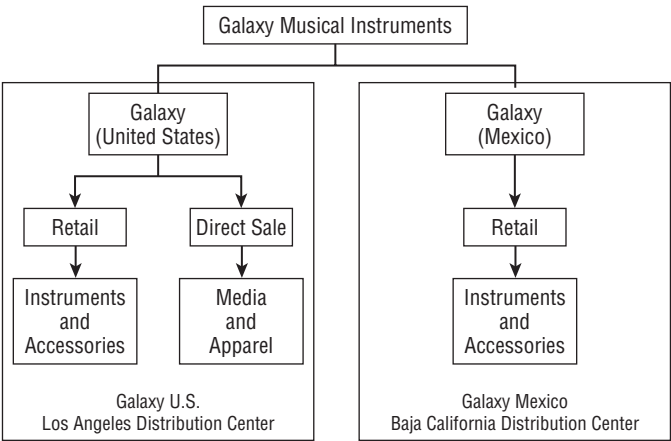 Galaxy Musical Instruments
Galaxy
(United States)
Retail
Direct Sale
Instruments
and
Accessories
Media
and
Apparel
Galaxy U.S.
Los Angeles Distribution Center
Galaxy
(Mexico)
Retail
Instruments
and
Accessories
Galaxy Mexico
Baja California Distribution Center